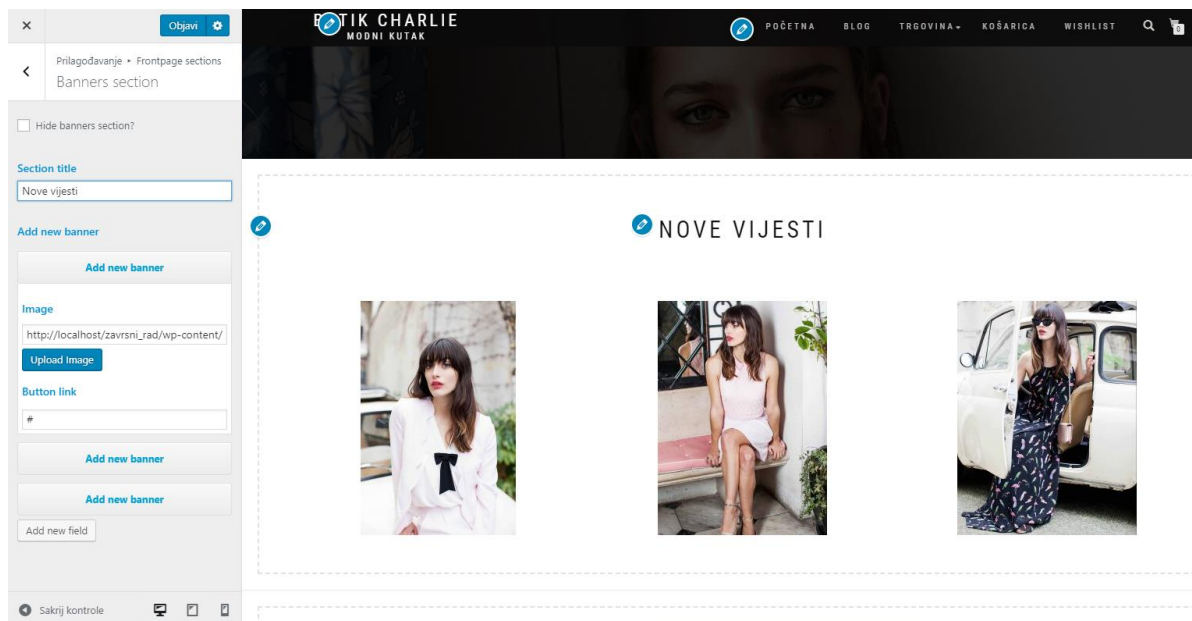 Objavi
Prilagođavanje ▸ Frontpage sections
Banners section
Hide banners section?
Section title
Nove vijesti
Add new banner
Add new banner
Image
http://localhost/zavrsni_rad/wp-content/
Upload Image
Button link
#
Add new banner
Add new banner
Add new field
Sakrij kontrole
TIK CHARLIE
MODNI KUTAK
POČETNA
BLOG
TRGOVINA
KOŠARICA
WISHLIST
0
NOVE VIJESTI